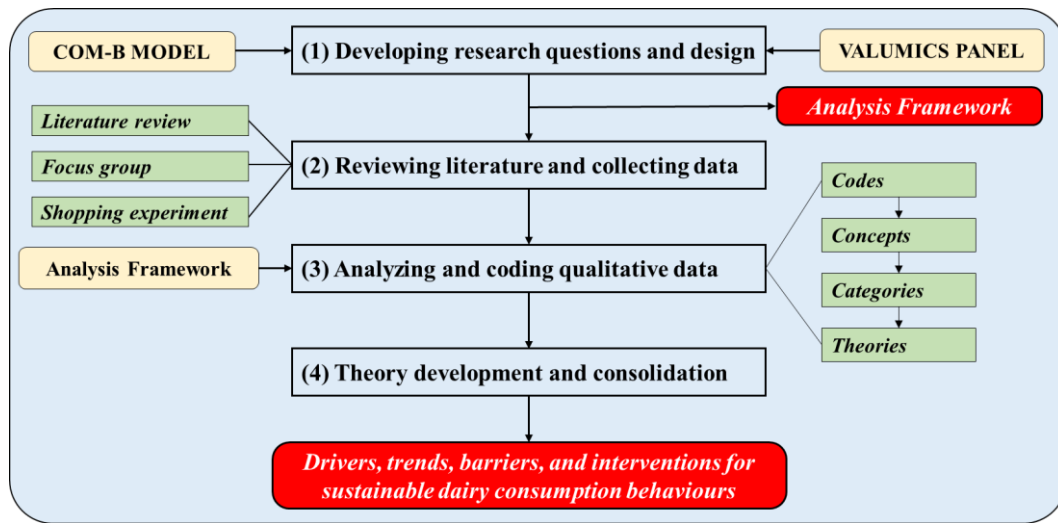 COM-B MODEL
(1) Developing research questions and design
VALUMICS PANEL
Analysis Framework
Literature review
Focus group
Shopping experiment
(2) Reviewing literature and collecting data
Codes
Concepts
Categories
Theories
Analysis Framework
(3) Analyzing and coding qualitative data
(4) Theory development and consolidation
Drivers, trends, barriers, and interventions for
sustainable dairy consumption behaviours